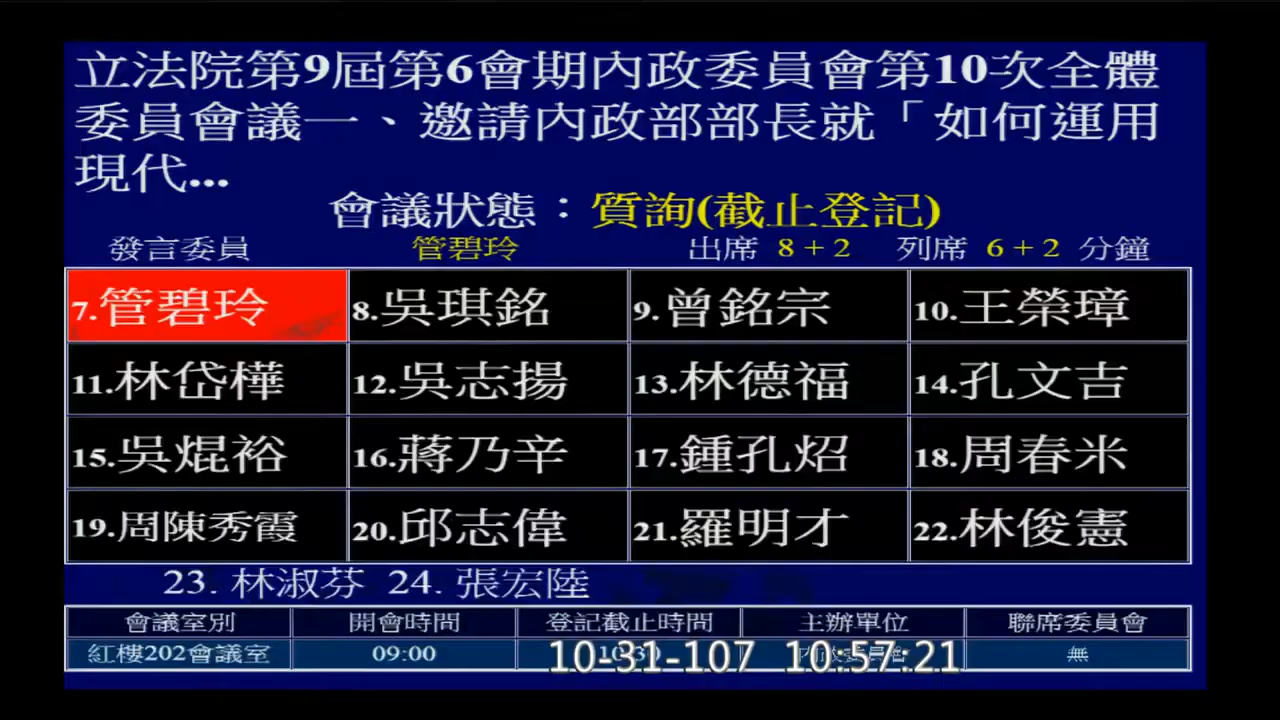 立法院第9屆第6會期內政委員會第10次全體
委員會議一、邀請內政部部長就「如何運用
現代...
會議狀態：質詢(截止登記)
發言委員 管碧玲 出席 8+2 列席 6+2 分鐘
7.管碧玲 8.吳琪銘 9.曾銘宗 10.王榮璋
11.林岱樺 12.吳志揚 13.林德福 14.孔文吉
15.吳焜裕 16.蔣乃辛 17.鍾孔炤 18.周春米
19.周陳秀霞 20.邱志偉 21.羅明才 22.林俊憲
23. 林淑芬 24. 張宏陸
會議室別 開會時間 登記截止時間 主辦單位 聯席委員會
紅樓202會議室 09:00 10:30 內政委員會 無
10-31-107 10:57:21